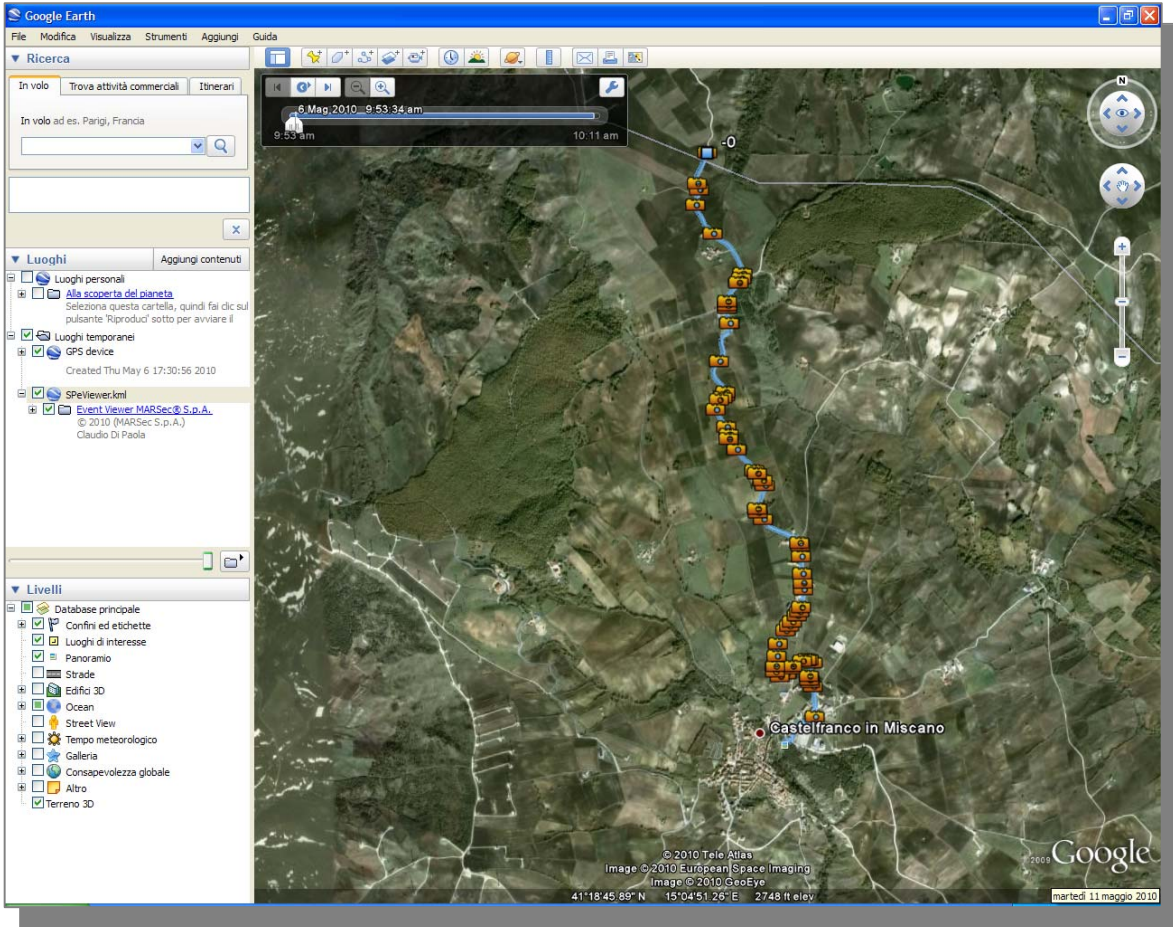 Google Earth
File Modifica Visualizza Strumenti Aggiungi Guida
Ricerca
In volo Trova attività commerciali Itinerari
In volo ad es. Parigi, Francia
Luoghi Aggiungi contenuti
Luoghi personali
Alla scoperta del pianeta
Seleziona questa cartella, quindi fai clic sul
pulsante 'Riproduci' sotto per avviare il
Luoghi temporanei
GPS device
Created Thu May 6 17:30:56 2010
SPeViewer.kml
Event Viewer MARSec® S.p.A.
© 2010 (MARSec S.p.A.)
Claudio Di Paola
Livelli
Database principale
Confini ed etichette
Luoghi di interesse
Panoramio
Strade
Edifici 3D
Ocean
Street View
Tempo meteorologico
Galleria
Consapevolezza globale
Altro
Terreno 3D
6 Mag 2010 9:53:34 am
9:53 am 10:11 am
-0
N
Castelfranco in Miscano
© 2010 Tele Atlas
Image © 2010 European Space Imaging
Image © 2010 GeoEye
©2009 Google
41°18'45.89" N 15°04'51.26" E 2748 ft elev
martedì 11 maggio 2010